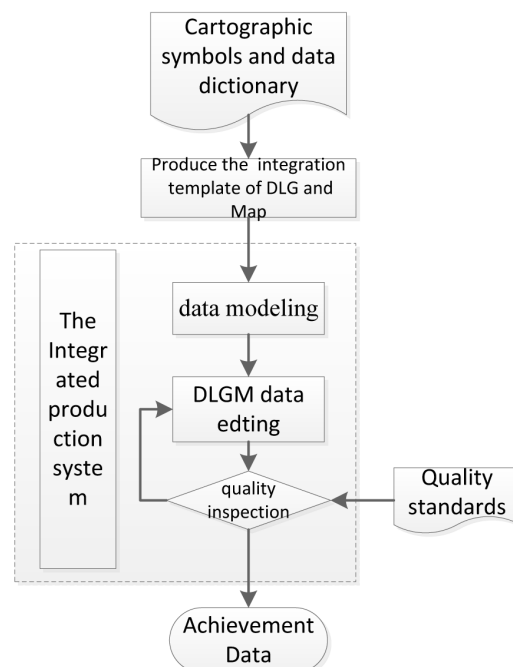 Cartographic
symbols and data
dictionary
Produce the integration
template of DLG and
Map
data modeling
The
Integr
ated
produ
ction
syste
m
DLGM data
edting
quality
inspection
Quality
standards
Achievement
Data